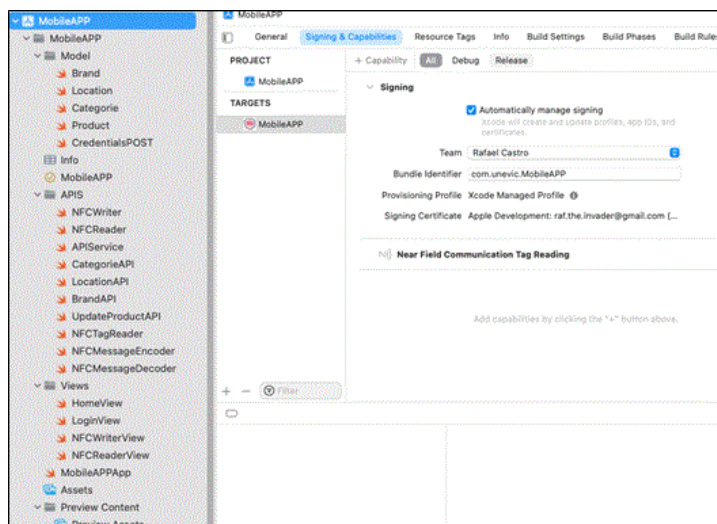 MobileAPP
MobileAPP
Model
Brand
Location
Categorie
Product
CredentialsPOST
Info
MobileAPP
APIS
NFCWriter
NFCReader
APIService
CategorieAPI
LocationAPI
BrandAPI
UpdateProductAPI
NFCTagReader
NFCMessageEncoder
NFCMessageDecoder
Views
HomeView
LoginView
NFCWriterView
NFCReaderView
MobileAPPApp
Assets
Preview Content
Preview Assets
MobileAPP
General Signing & Capabilities Resource Tags Info Build Settings Build Phases Build Rules
PROJECT
MobileAPP
TARGETS
MobileAPP
+ Capability All Debug Release
Signing
Automatically manage signing
Xcode will create and update profiles, app IDs, and
certificates.
Team Rafael Castro
Bundle Identifier com.unevic.MobileAPP
Provisioning Profile Xcode Managed Profile
Signing Certificate Apple Development: raf.the.invader@gmail.com (...
Near Field Communication Tag Reading
Add capabilities by clicking the "+" button above.
+ − Filter